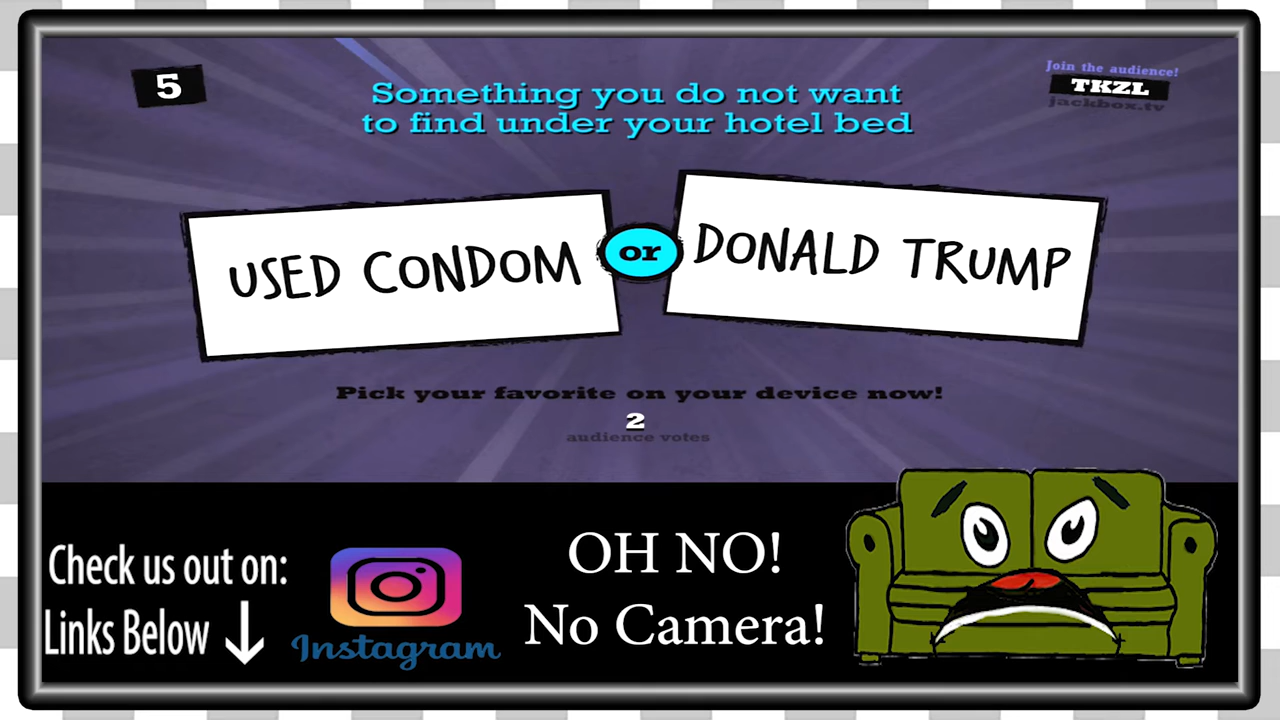 5
Something you do not want
to find under your hotel bed
Join the audience!
TKZL
jackbox.tv
USED CONDOM
or
DONALD TRUMP
Pick your favorite on your device now!
2
audience votes
Check us out on:
Links Below
Instagram
OH NO!
No Camera!